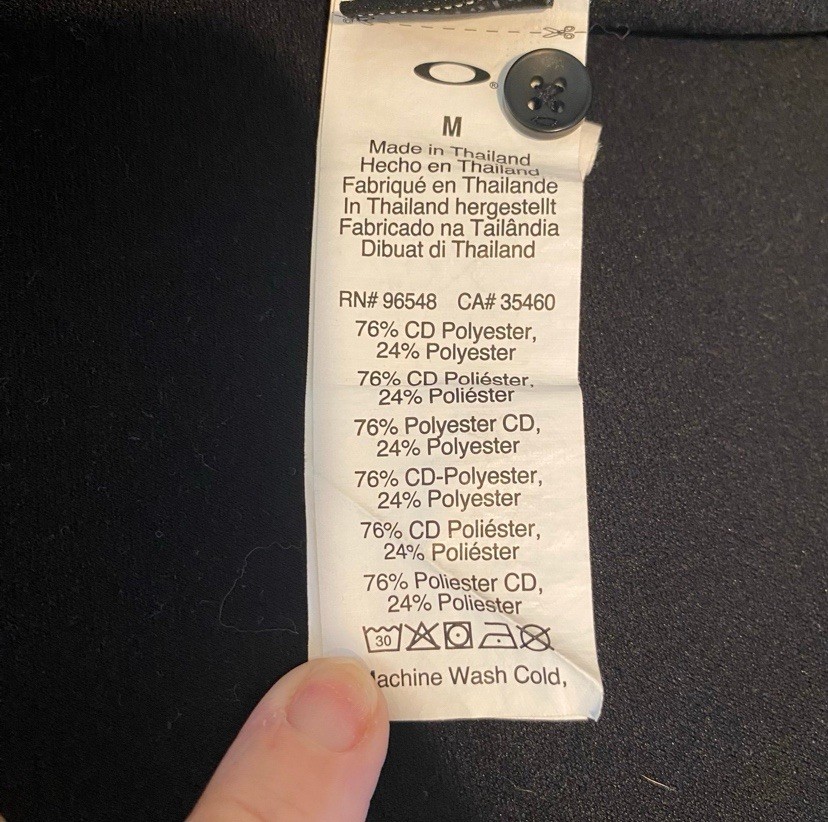 M
Made in Thailand
Hecho en Thailand
Fabriqué en Thailande
In Thailand hergestellt
Fabricado na Tailândia
Dibuat di Thailand
RN# 96548 CA# 35460
76% CD Polyester,
24% Polyester
76% CD Poliéster,
24% Poliéster
76% Polyester CD,
24% Polyester
76% CD-Polyester,
24% Polyester
76% CD Poliéster,
24% Poliéster
76% Poliester CD,
24% Poliester
30
Wash Cold,